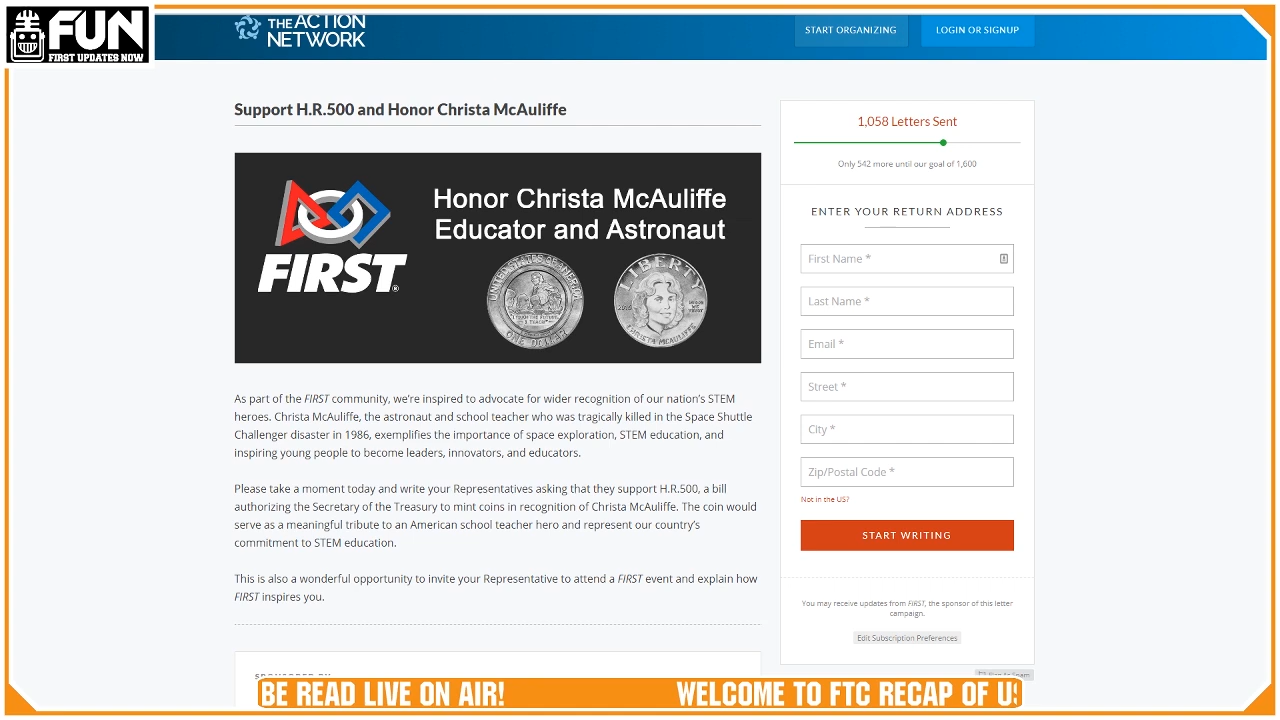 FUN
FIRST UPDATES NOW
THE ACTION
NETWORK
START ORGANIZING
LOGIN OR SIGNUP
Support H.R.500 and Honor Christa McAuliffe
FIRST
Honor Christa McAuliffe
Educator and Astronaut
UNITED STATES OF AMERICA
ONE DOLLAR
LIBERTY
CHRISTA MCAULIFFE
As part of the FIRST community, we're inspired to advocate for wider recognition of our nation's STEM
heroes. Christa McAuliffe, the astronaut and school teacher who was tragically killed in the Space Shuttle
Challenger disaster in 1986, exemplifies the importance of space exploration, STEM education, and
inspiring young people to become leaders, innovators, and educators.
Please take a moment today and write your Representatives asking that they support H.R.500, a bill
authorizing the Secretary of the Treasury to mint coins in recognition of Christa McAuliffe. The coin would
serve as a meaningful tribute to an American school teacher hero and represent our country's
commitment to STEM education.
This is also a wonderful opportunity to invite your Representative to attend a FIRST event and explain how
FIRST inspires you.
1,058 Letters Sent
Only 542 more until our goal of 1,600
ENTER YOUR RETURN ADDRESS
First Name *
Last Name *
Email *
Street *
City *
Zip/Postal Code *
Not in the US?
START WRITING
You may receive updates from FIRST, the sponsor of this letter
campaign.
Edit Subscription Preferences
BE READ LIVE ON AIR!
WELCOME TO FTC RECAP OF US